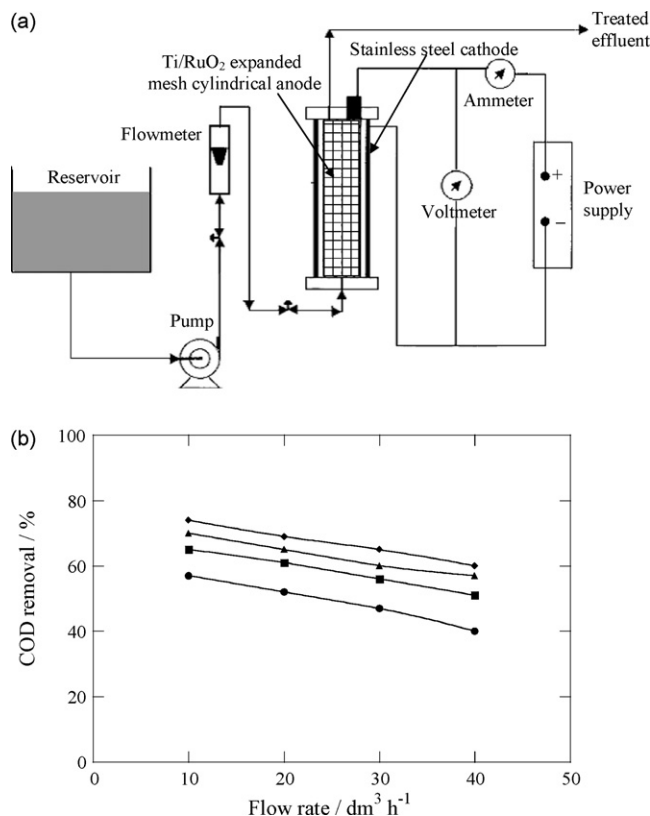 (a)
Treated
effluent
Ti/RuO₂ expanded
mesh cylindrical anode
Stainless steel cathode
Ammeter
Flowmeter
Reservoir
+
Voltmeter
Power
supply
−
Pump
(b)
100
80
60
40
20
0
COD removal / %
0 10 20 30 40 50
Flow rate / dm³ h⁻¹